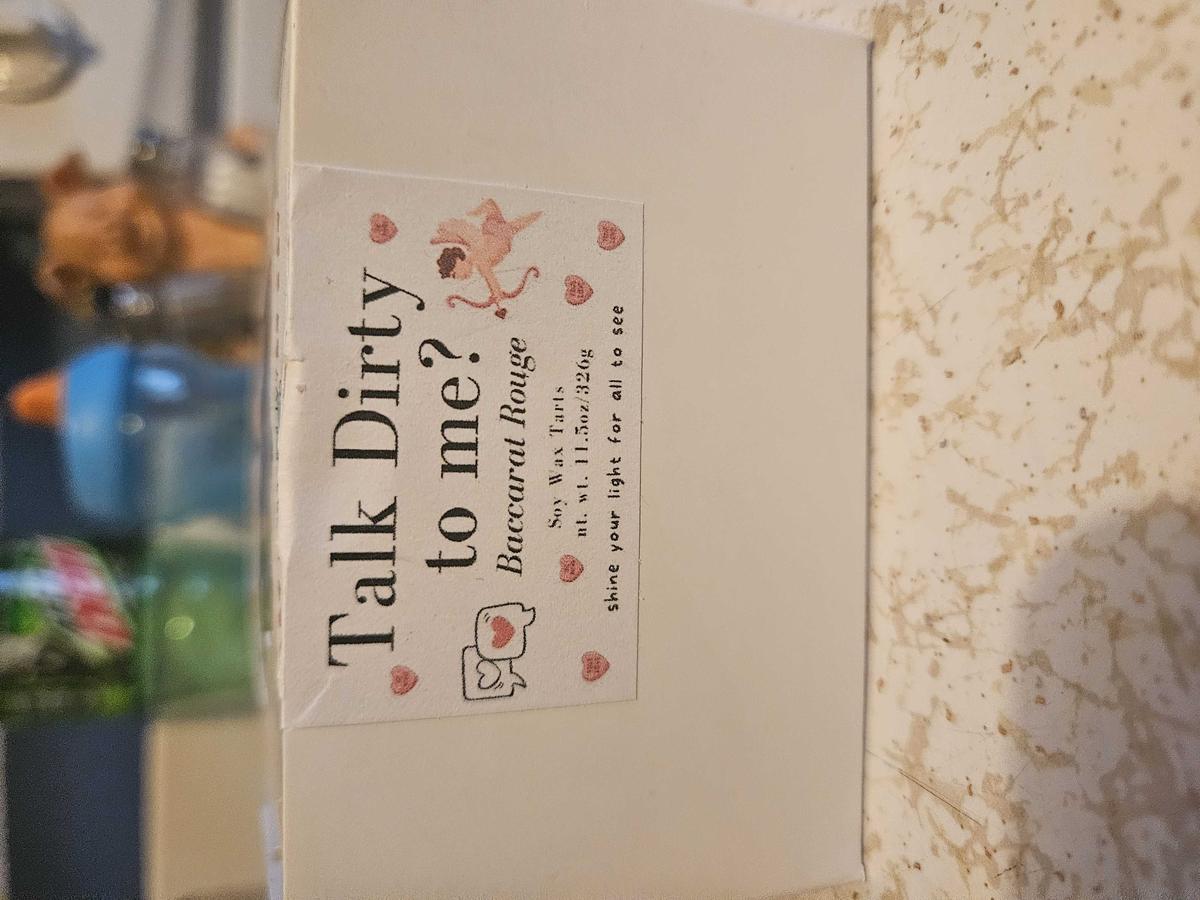 Talk Dirty
to me?
Baccarat Rouge
Soy Wax Tarts
nt. wt. 11.5oz/326g
shine your light for all to see